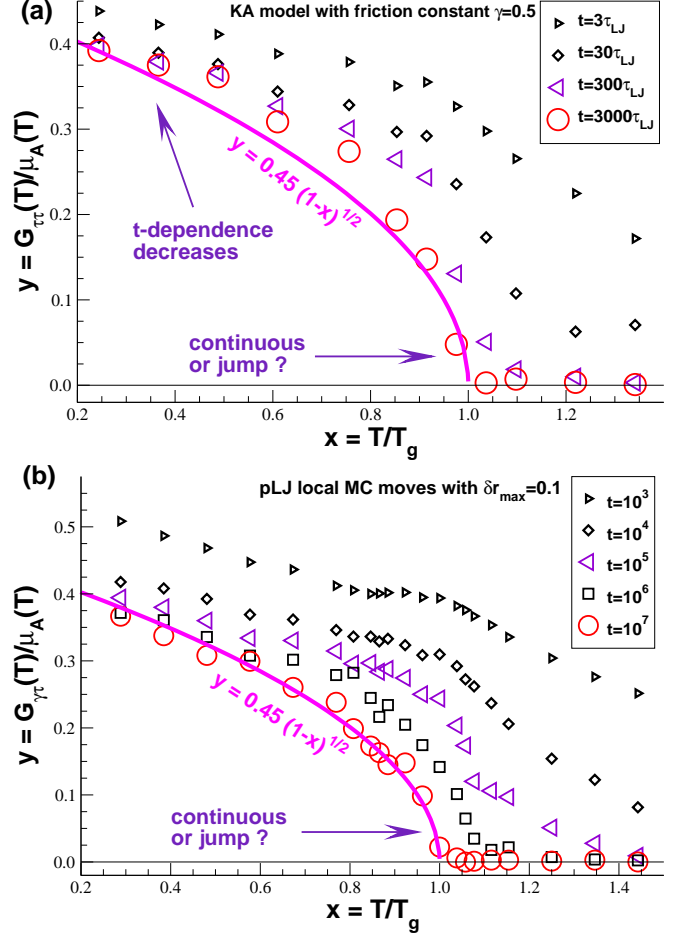 (a)
KA model with friction constant γ=0.5
t=3τ_LJ
t=30τ_LJ
t=300τ_LJ
t=3000τ_LJ
y = G_ττ(T)/μ_A(T)
0.4
0.3
0.2
0.1
0.0
y = 0.45 (1-x)^1/2
t-dependence
decreases
continuous
or jump ?
0.2 0.4 0.6 0.8 1.0 1.2
x = T/T_g
(b)
pLJ local MC moves with δr_max=0.1
t=10^3
t=10^4
t=10^5
t=10^6
t=10^7
y = G_γτ(T)/μ_A(T)
0.5
0.4
0.3
0.2
0.1
0.0
y = 0.45 (1-x)^1/2
continuous
or jump ?
0.2 0.4 0.6 0.8 1.0 1.2 1.4
x = T/T_g